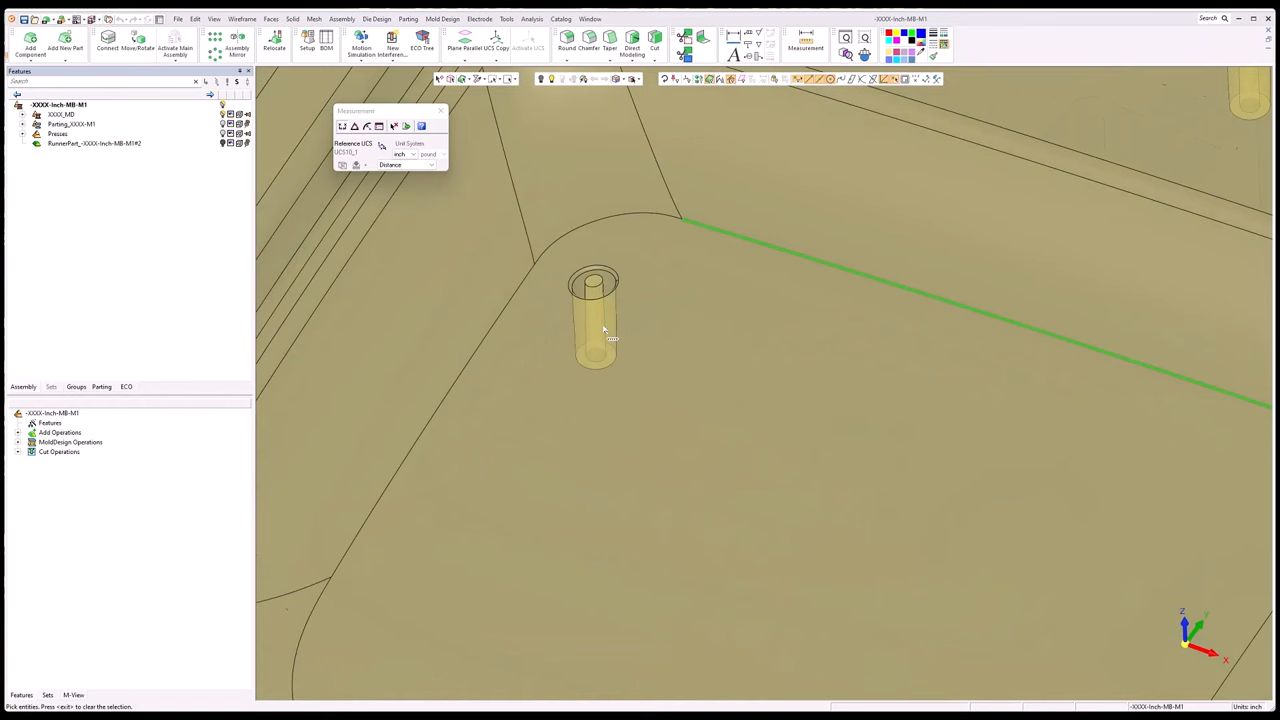 File Edit View Wireframe Faces Solid Mesh Assembly Die Design Parting Mold Design Electrode Tools Analysis Catalog Window
-XXXX-Inch-MB-M1
Search
Add Component
Add New Part
Connect
Move/Rotate
Activate Main Assembly
Assembly Mirror
Relocate
Setup
BOM
Motion Simulation
New Interferen...
ECO Tree
Plane Parallel
UCS Copy
Activate UCS
Round
Chamfer
Taper
Direct Modeling
Cut
Measurement
Features
Search
-XXXX-Inch-MB-M1
XXXX_MD
Parting_XXXX-M1
Presses
RunnerPart_-XXXX-Inch-MB-M1#2
Measurement
Reference UCS
Unit System
UCS10_1
inch
pound
Distance
Assembly Sets Groups Parting ECO
-XXXX-Inch-MB-M1
Features
Add Operations
MoldDesign Operations
Cut Operations
Z
Y
X
Features Sets M-View
Pick entities. Press <exit> to clear the selection.
-XXXX-Inch-MB-M1
Units: inch